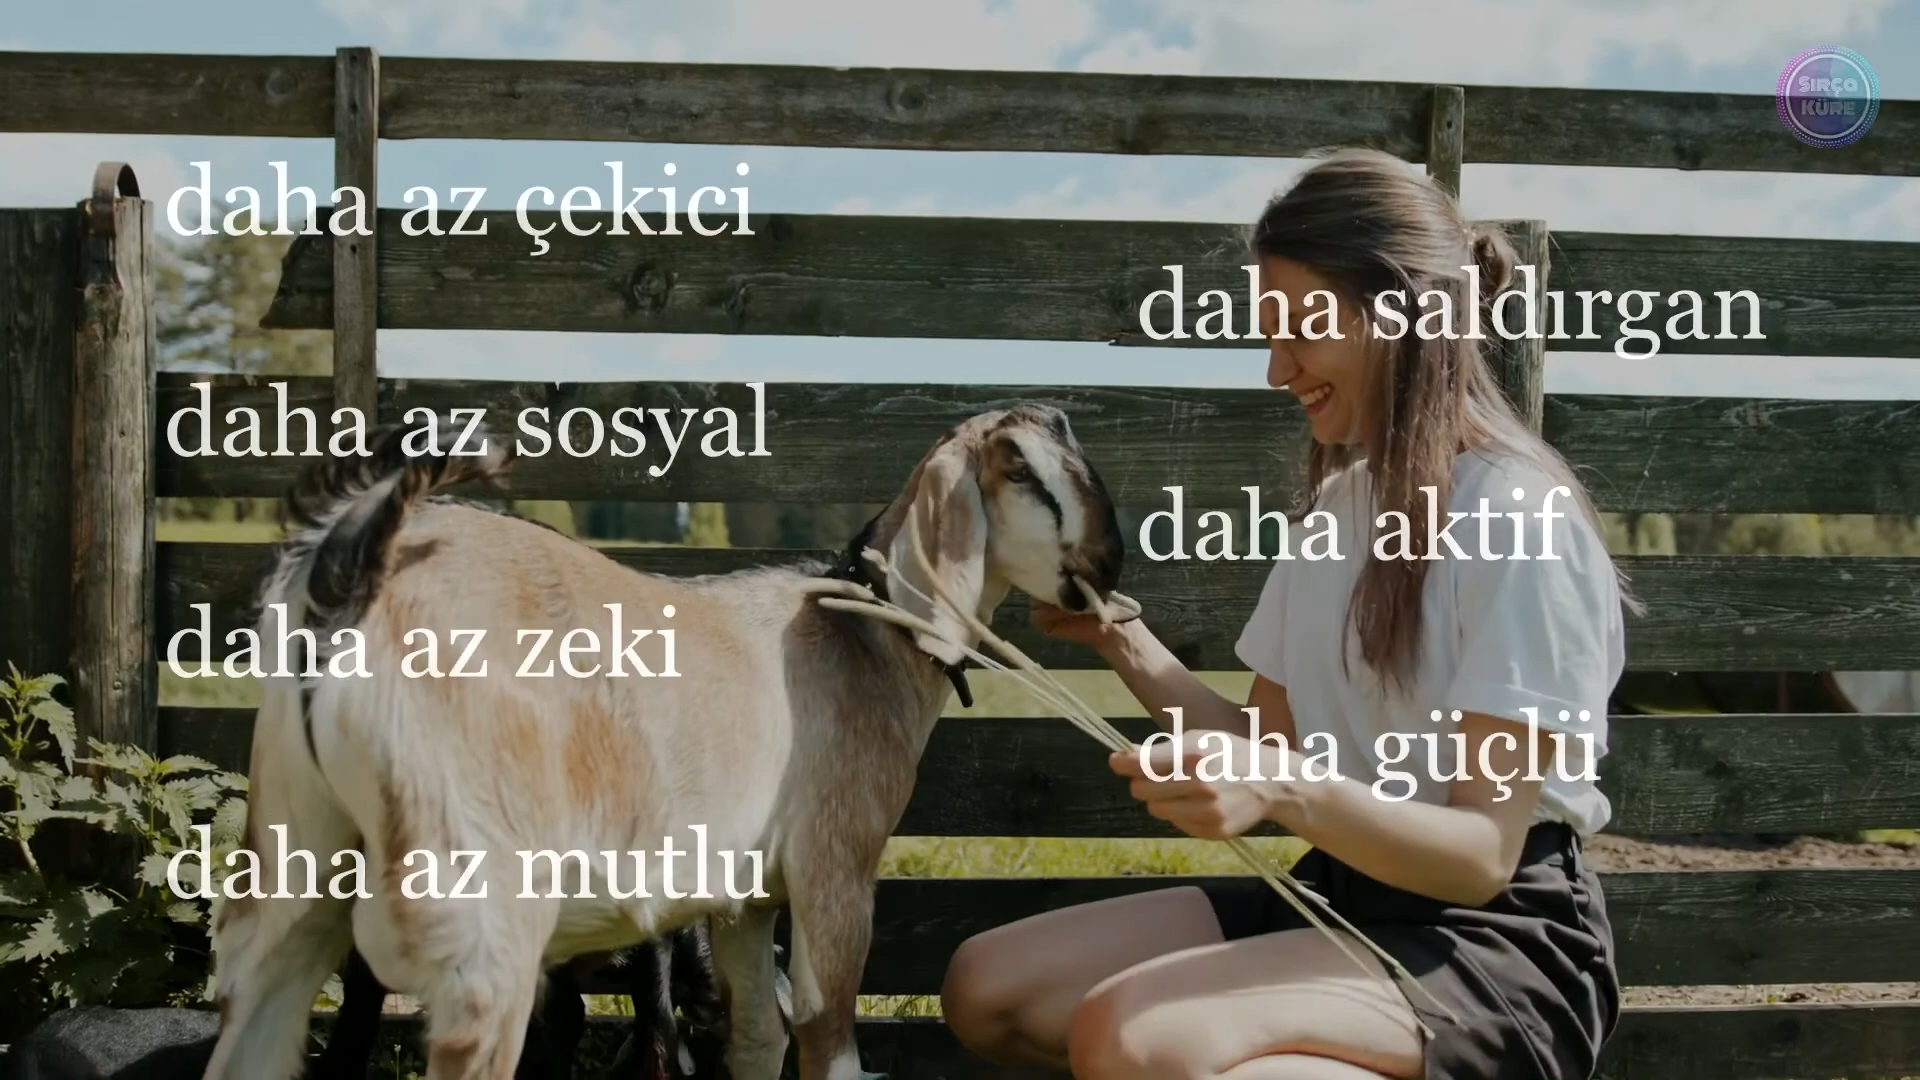 SIRÇA
KÜRE
daha az çekici
daha az sosyal
daha az zeki
daha az mutlu
daha saldırgan
daha aktif
daha güçlü